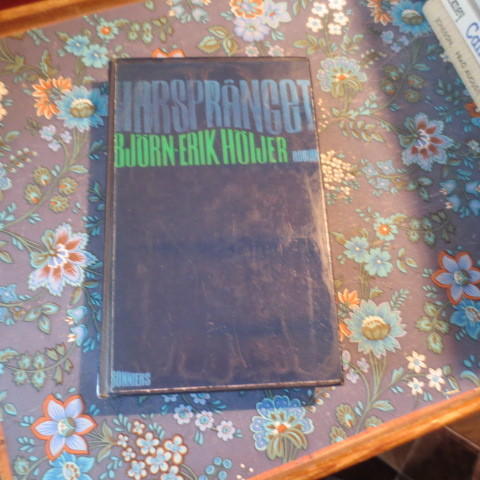 HARSPRÅNGET
BJÖRN-ERIK HÖIJER ROMAN
BONNIERS